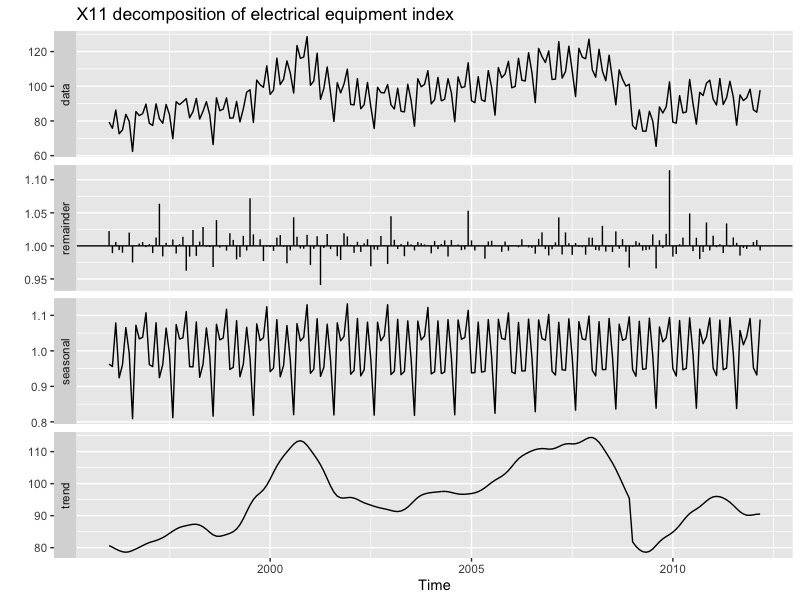 X11 decomposition of electrical equipment index
120
100
80
60
data
1.10
1.05
1.00
0.95
remainder
1.1
1.0
0.9
0.8
seasonal
110
100
90
80
trend
2000 2005 2010
Time